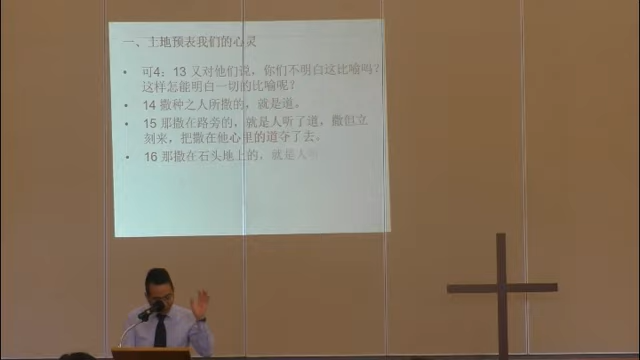 一、土地预表我们的心灵
• 可4：13 又对他们说，你们不明白这比喻吗？
这样怎能明白一切的比喻呢？
• 14 撒种之人所撒的，就是道。
• 15 那撒在路旁的，就是人听了道，撒但立
刻来，把撒在他心里的道夺了去。
• 16 那撒在石头地上的，就是人听